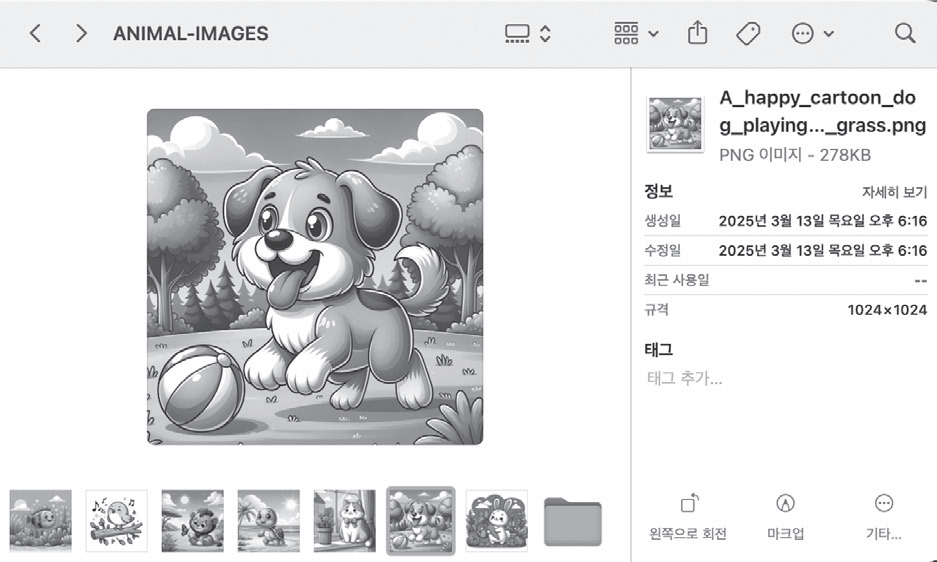 ANIMAL-IMAGES
A_happy_cartoon_do
g_playing..._grass.png
PNG 이미지 - 278KB
정보 자세히 보기
생성일 2025년 3월 13일 목요일 오후 6:16
수정일 2025년 3월 13일 목요일 오후 6:16
최근 사용일 --
규격 1024×1024
태그
태그 추가...
왼쪽으로 회전 마크업 기타...